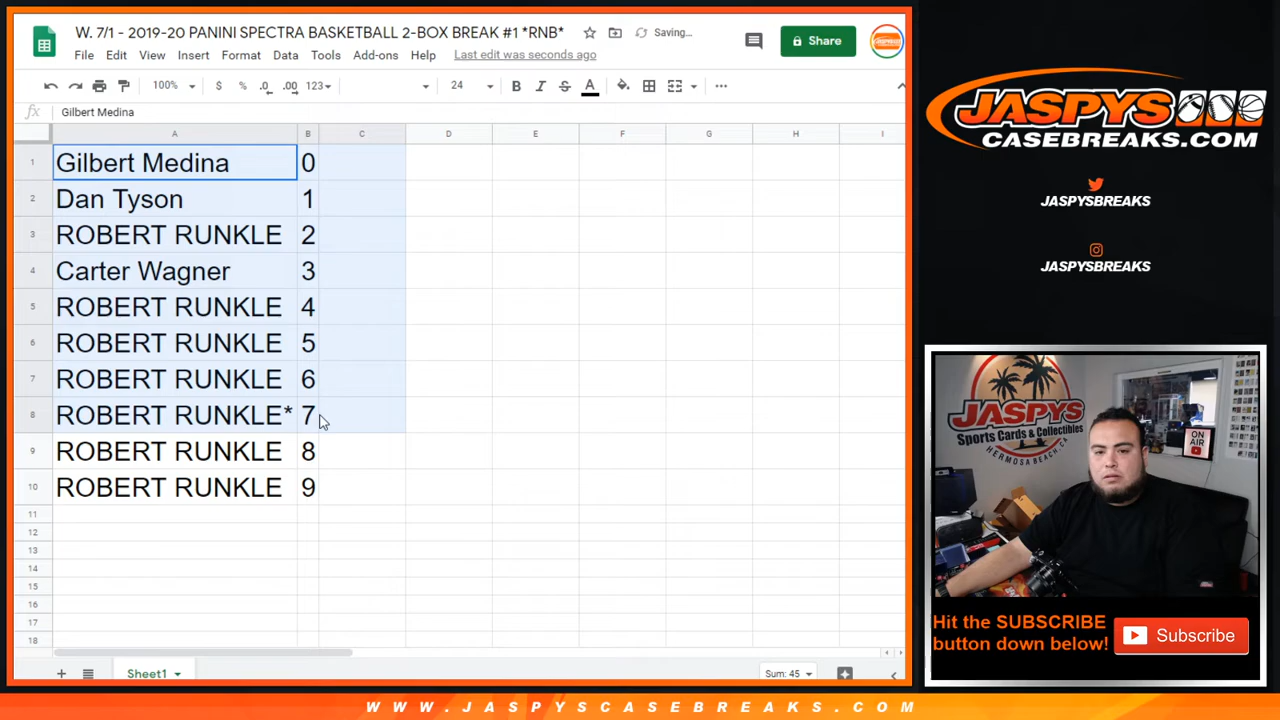 W. 7/1 - 2019-20 PANINI SPECTRA BASKETBALL 2-BOX BREAK #1 *RNB*
Saving...
Share
File Edit View Insert Format Data Tools Add-ons Help Last edit was seconds ago
100% $ % .0 .00 123 24 B I S A
fx Gilbert Medina
A B C D E F G H I
1 Gilbert Medina 0
2 Dan Tyson 1
3 ROBERT RUNKLE 2
4 Carter Wagner 3
5 ROBERT RUNKLE 4
6 ROBERT RUNKLE 5
7 ROBERT RUNKLE 6
8 ROBERT RUNKLE* 7
9 ROBERT RUNKLE 8
10 ROBERT RUNKLE 9
11
12
13
14
15
16
17
18
Sheet1
Sum: 45
JASPYS
CASEBREAKS.COM
JASPYSBREAKS
JASPYSBREAKS
JASPYS
Sports Cards & Collectibles
HERMOSA BEACH, CA
ON AIR
Hit the SUBSCRIBE
button down below!
Subscribe
WWW.JASPYSCASEBREAKS.COM